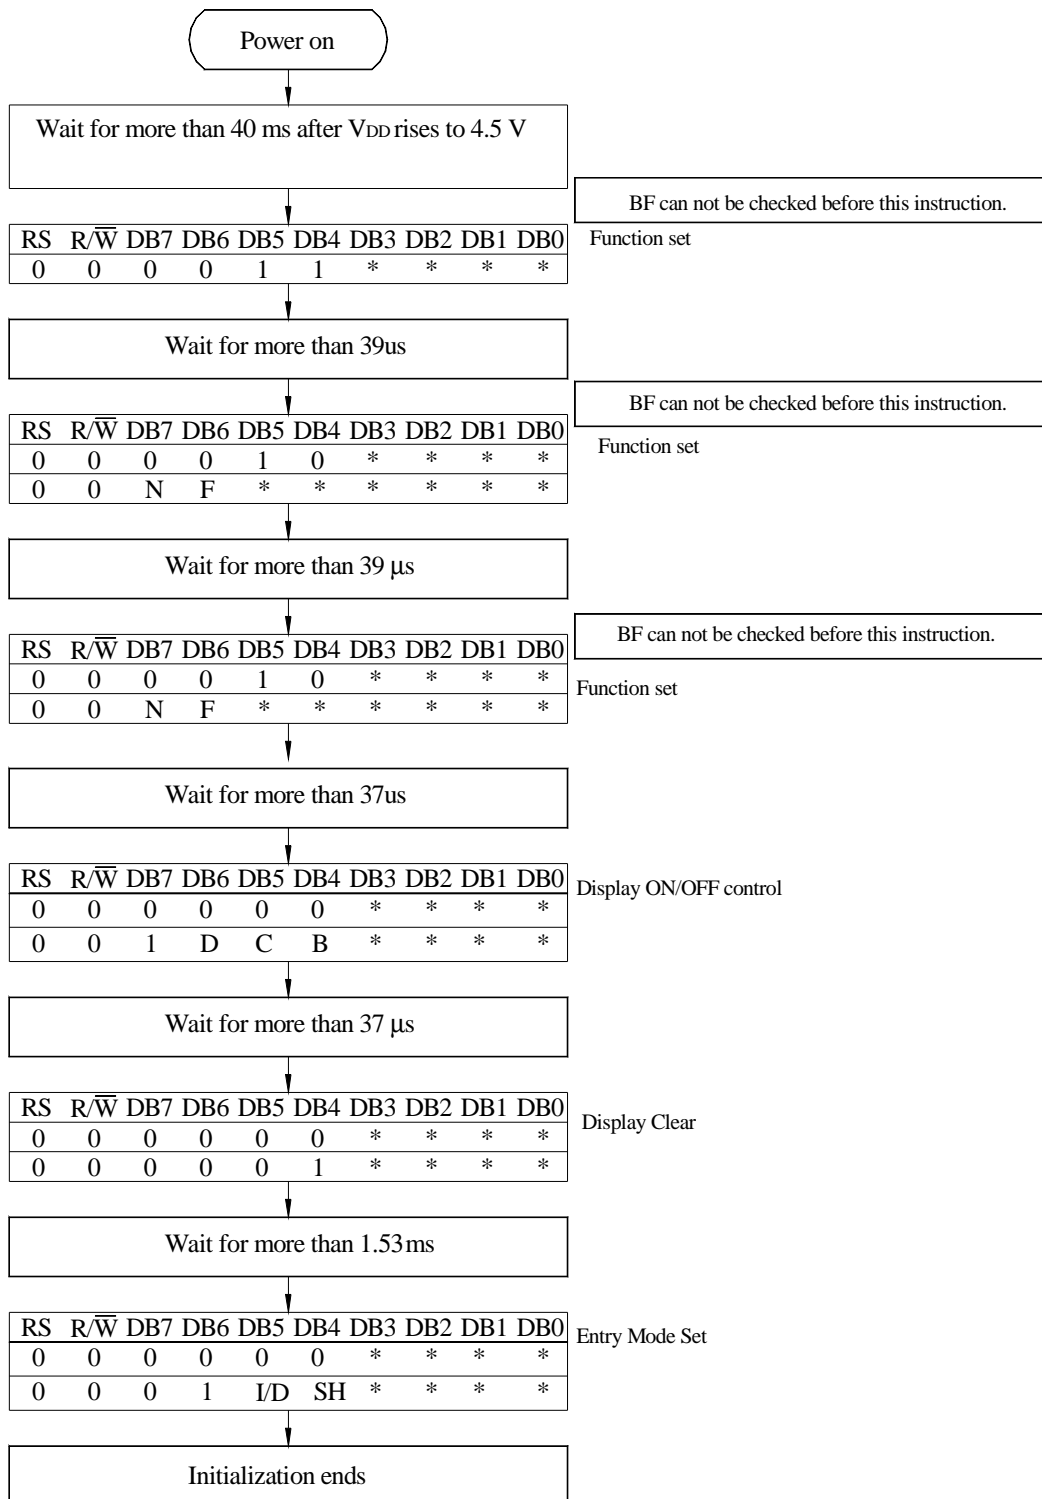 Power on
Wait for more than 40 ms after VDD rises to 4.5 V
BF can not be checked before this instruction.
RS R/W̅ DB7 DB6 DB5 DB4 DB3 DB2 DB1 DB0
Function set
0 0 0 0 1 1 * * * *
Wait for more than 39us
BF can not be checked before this instruction.
RS R/W̅ DB7 DB6 DB5 DB4 DB3 DB2 DB1 DB0
Function set
0 0 0 0 1 0 * * * *
0 0 N F * * * * * *
Wait for more than 39 μs
BF can not be checked before this instruction.
RS R/W̅ DB7 DB6 DB5 DB4 DB3 DB2 DB1 DB0
0 0 0 0 1 0 * * * *
Function set
0 0 N F * * * * * *
Wait for more than 37us
RS R/W̅ DB7 DB6 DB5 DB4 DB3 DB2 DB1 DB0
Display ON/OFF control
0 0 0 0 0 0 * * * *
0 0 1 D C B * * * *
Wait for more than 37 μs
RS R/W̅ DB7 DB6 DB5 DB4 DB3 DB2 DB1 DB0
Display Clear
0 0 0 0 0 0 * * * *
0 0 0 0 0 1 * * * *
Wait for more than 1.53ms
RS R/W̅ DB7 DB6 DB5 DB4 DB3 DB2 DB1 DB0
Entry Mode Set
0 0 0 0 0 0 * * * *
0 0 0 1 I/D SH * * * *
Initialization ends